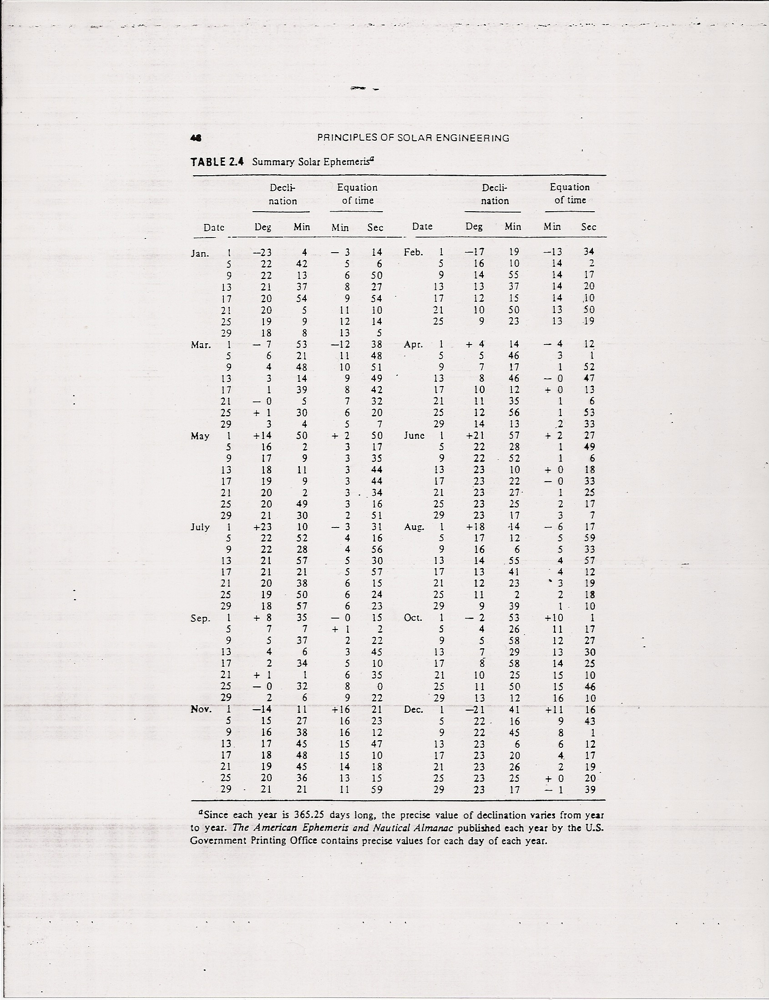 48 PRINCIPLES OF SOLAR ENGINEERING
TABLE 2.4 Summary Solar Ephemerisᵃ
Decli- Equation Decli- Equation
nation of time nation of time
Date Deg Min Min Sec Date Deg Min Min Sec
Jan. 1 −23 4 − 3 14 Feb. 1 −17 19 −13 34
5 22 42 5 6 5 16 10 14 2
9 22 13 6 50 9 14 55 14 17
13 21 37 8 27 13 13 37 14 20
17 20 54 9 54 17 12 15 14 10
21 20 5 11 10 21 10 50 13 50
25 19 9 12 14 25 9 23 13 19
29 18 8 13 5
Mar. 1 − 7 53 −12 38 Apr. 1 + 4 14 − 4 12
5 6 21 11 48 5 5 46 3 1
9 4 48 10 51 9 7 17 1 52
13 3 14 9 49 13 8 46 − 0 47
17 1 39 8 42 17 10 12 + 0 13
21 − 0 5 7 32 21 11 35 1 6
25 + 1 30 6 20 25 12 56 1 53
29 3 4 5 7 29 14 13 2 33
May 1 +14 50 + 2 50 June 1 +21 57 + 2 27
5 16 2 3 17 5 22 28 1 49
9 17 9 3 35 9 22 52 1 6
13 18 11 3 44 13 23 10 + 0 18
17 19 9 3 44 17 23 22 − 0 33
21 20 2 3 34 21 23 27 1 25
25 20 49 3 16 25 23 25 2 17
29 21 30 2 51 29 23 17 3 7
July 1 +23 10 − 3 31 Aug. 1 +18 14 − 6 17
5 22 52 4 16 5 17 12 5 59
9 22 28 4 56 9 16 6 5 33
13 21 57 5 30 13 14 55 4 57
17 21 21 5 57 17 13 41 4 12
21 20 38 6 15 21 12 23 3 19
25 19 50 6 24 25 11 2 2 18
29 18 57 6 23 29 9 39 1 10
Sep. 1 + 8 35 − 0 15 Oct. 1 − 2 53 +10 1
5 7 7 + 1 2 5 4 26 11 17
9 5 37 2 22 9 5 58 12 27
13 4 6 3 45 13 7 29 13 30
17 2 34 5 10 17 8 58 14 25
21 + 1 1 6 35 21 10 25 15 10
25 − 0 32 8 0 25 11 50 15 46
29 2 6 9 22 29 13 12 16 10
Nov. 1 −14 11 +16 21 Dec. 1 −21 41 +11 16
5 15 27 16 23 5 22 16 9 43
9 16 38 16 12 9 22 45 8 1
13 17 45 15 47 13 23 6 6 12
17 18 48 15 10 17 23 20 4 17
21 19 45 14 18 21 23 26 2 19
25 20 36 13 15 25 23 25 + 0 20
29 21 21 11 59 29 23 17 − 1 39
ᵃSince each year is 365.25 days long, the precise value of declination varies from year
to year. The American Ephemeris and Nautical Almanac published each year by the U.S.
Government Printing Office contains precise values for each day of each year.